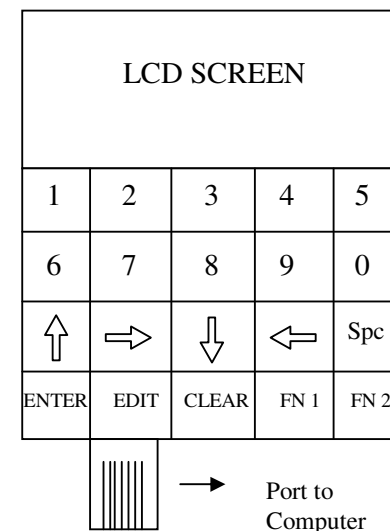 LCD SCREEN
1 2 3 4 5
6 7 8 9 0
Spc
ENTER EDIT CLEAR FN 1 FN 2
Port to
Computer